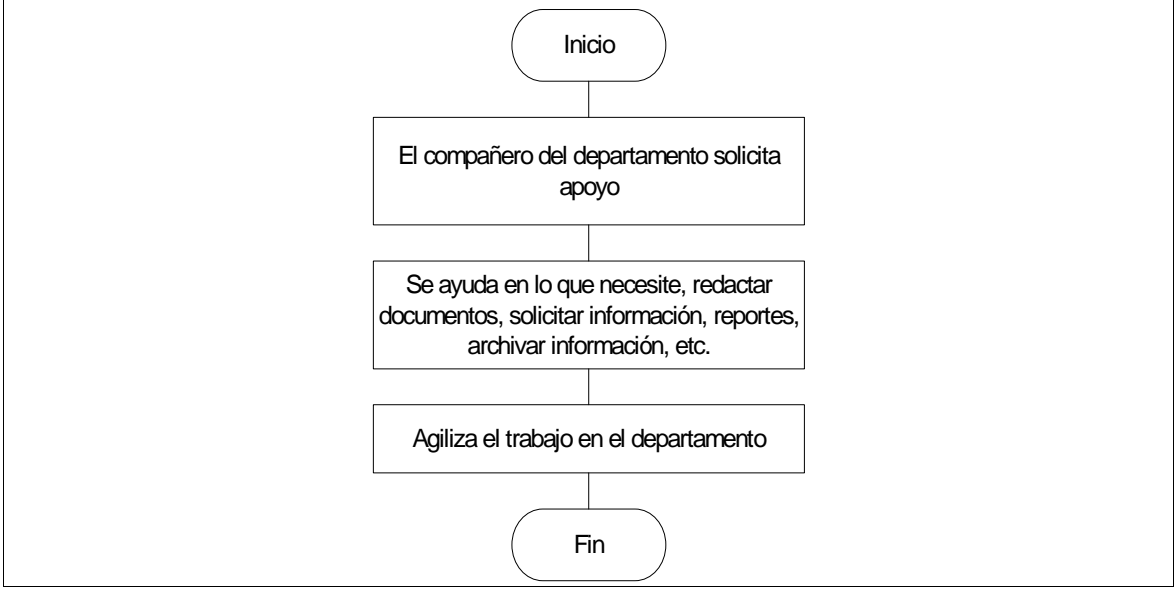 Inicio
El compañero del departamento solicita
apoyo
Se ayuda en lo que necesite, redactar
documentos, solicitar información, reportes,
archivar información, etc.
Agiliza el trabajo en el departamento
Fin